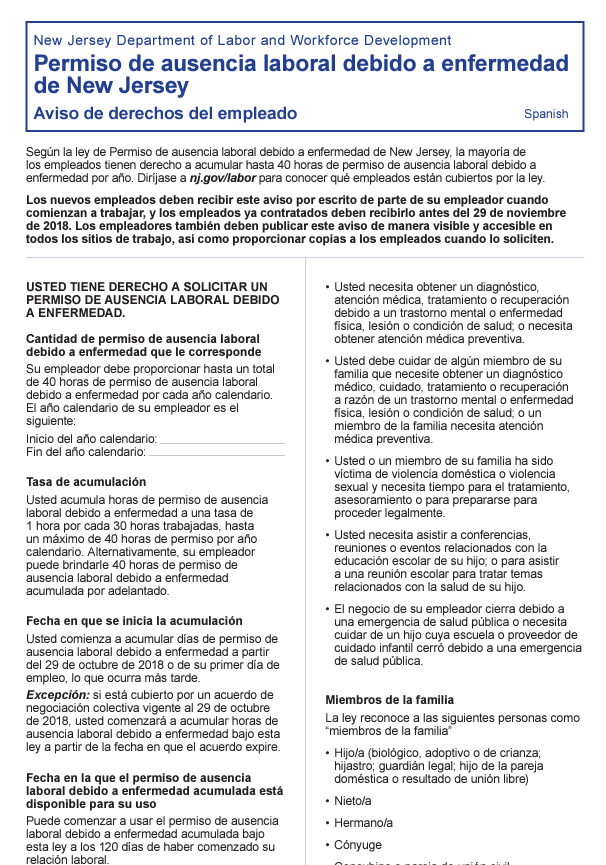 New Jersey Department of Labor and Workforce Development
Permiso de ausencia laboral debido a enfermedad
de New Jersey
Aviso de derechos del empleado
Spanish
Según la ley de Permiso de ausencia laboral debido a enfermedad de New Jersey, la mayoría de
los empleados tienen derecho a acumular hasta 40 horas de permiso de ausencia laboral debido a
enfermedad por año. Diríjase a nj.gov/labor para conocer qué empleados están cubiertos por la ley.
Los nuevos empleados deben recibir este aviso por escrito de parte de su empleador cuando
comienzan a trabajar, y los empleados ya contratados deben recibirlo antes del 29 de noviembre
de 2018. Los empleadores también deben publicar este aviso de manera visible y accesible en
todos los sitios de trabajo, así como proporcionar copias a los empleados cuando lo soliciten.
USTED TIENE DERECHO A SOLICITAR UN
PERMISO DE AUSENCIA LABORAL DEBIDO
A ENFERMEDAD.
Cantidad de permiso de ausencia laboral
debido a enfermedad que le corresponde
Su empleador debe proporcionar hasta un total
de 40 horas de permiso de ausencia laboral
debido a enfermedad por cada año calendario.
El año calendario de su empleador es el
siguiente:
Inicio del año calendario:
Fin del año calendario:
Tasa de acumulación
Usted acumula horas de permiso de ausencia
laboral debido a enfermedad a una tasa de
1 hora por cada 30 horas trabajadas, hasta
un máximo de 40 horas de permiso por año
calendario. Alternativamente, su empleador
puede brindarle 40 horas de permiso de
ausencia laboral debido a enfermedad
acumulada por adelantado.
Fecha en que se inicia la acumulación
Usted comienza a acumular días de permiso de
ausencia laboral debido a enfermedad a partir
del 29 de octubre de 2018 o de su primer día de
empleo, lo que ocurra más tarde.
Excepción: si está cubierto por un acuerdo de
negociación colectiva vigente al 29 de octubre
de 2018, usted comenzará a acumular horas de
ausencia laboral debido a enfermedad bajo esta
ley a partir de la fecha en que el acuerdo expire.
Fecha en la que el permiso de ausencia
laboral debido a enfermedad acumulada está
disponible para su uso
Puede comenzar a usar el permiso de ausencia
laboral debido a enfermedad acumulada bajo
esta ley a los 120 días de haber comenzado su
relación laboral.
• Usted necesita obtener un diagnóstico,
atención médica, tratamiento o recuperación
debido a un trastorno mental o enfermedad
física, lesión o condición de salud; o necesita
obtener atención médica preventiva.
• Usted debe cuidar de algún miembro de su
familia que necesite obtener un diagnóstico
médico, cuidado, tratamiento o recuperación
a razón de un trastorno mental o enfermedad
física, lesión o condición de salud; o un
miembro de la familia necesita atención
médica preventiva.
• Usted o un miembro de su familia ha sido
víctima de violencia doméstica o violencia
sexual y necesita tiempo para el tratamiento,
asesoramiento o para prepararse para
proceder legalmente.
• Usted necesita asistir a conferencias,
reuniones o eventos relacionados con la
educación escolar de su hijo; o para asistir
a una reunión escolar para tratar temas
relacionados con la salud de su hijo.
• El negocio de su empleador cierra debido a
una emergencia de salud pública o necesita
cuidar de un hijo cuya escuela o proveedor de
cuidado infantil cerró debido a una emergencia
de salud pública.
Miembros de la familia
La ley reconoce a las siguientes personas como
“miembros de la familia”
• Hijo/a (biológico, adoptivo o de crianza;
hijastro; guardián legal; hijo de la pareja
doméstica o resultado de unión libre)
• Nieto/a
• Hermano/a
• Cónyuge